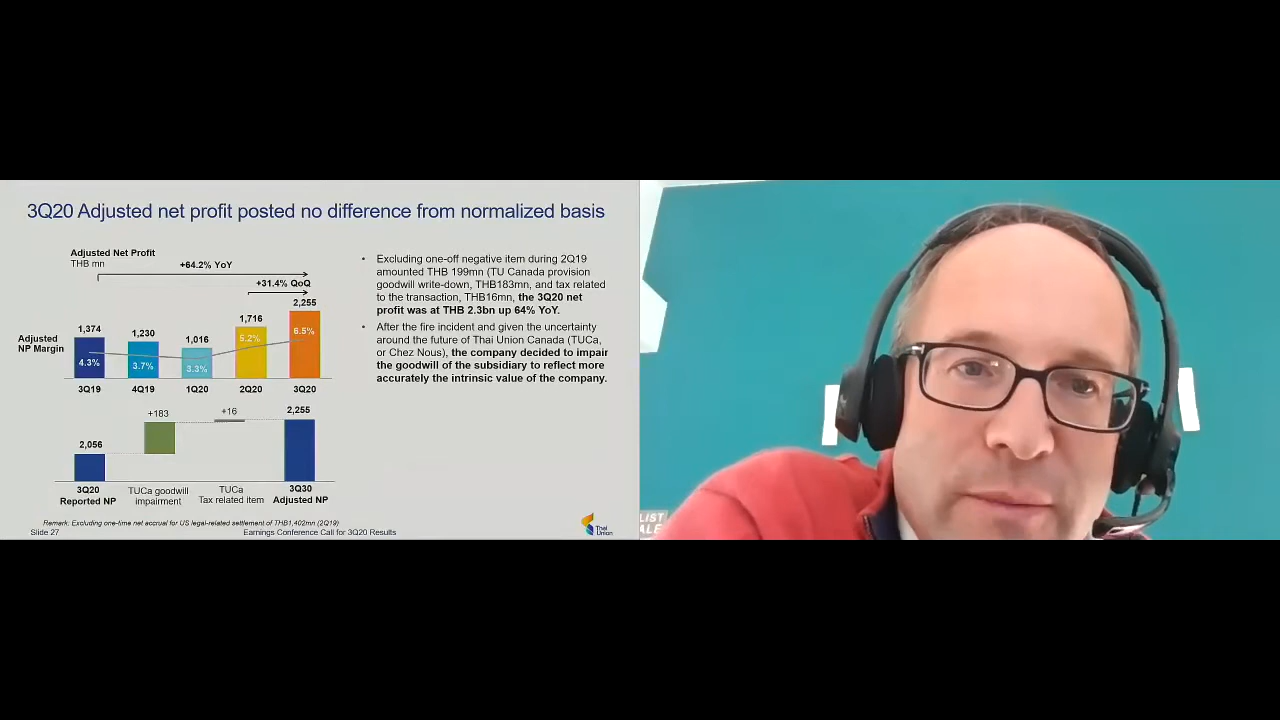 3Q20 Adjusted net profit posted no difference from normalized basis
Adjusted Net Profit
THB mn
+64.2% YoY
+31.4% QoQ
2,255
1,716
1,374
1,230
1,016
Adjusted
NP Margin
4.3%
3.7%
3.3%
5.2%
6.5%
3Q19
4Q19
1Q20
2Q20
3Q20
2,056
+183
+16
2,255
3Q20
Reported NP
TUCa goodwill
impairment
TUCa
Tax related item
3Q30
Adjusted NP
• Excluding one-off negative item during 2Q19
amounted THB 199mn (TU Canada provision
goodwill write-down, THB183mn, and tax related
to the transaction, THB16mn, the 3Q20 net
profit was at THB 2.3bn up 64% YoY.
• After the fire incident and given the uncertainty
around the future of Thai Union Canada (TUCa,
or Chez Nous), the company decided to impair
the goodwill of the subsidiary to reflect more
accurately the intrinsic value of the company.
Remark: Excluding one-time net accrual for US legal-related settlement of THB1,402mn (2Q19)
Slide 27
Earnings Conference Call for 3Q20 Results
Thai
Union
LIST
ALE